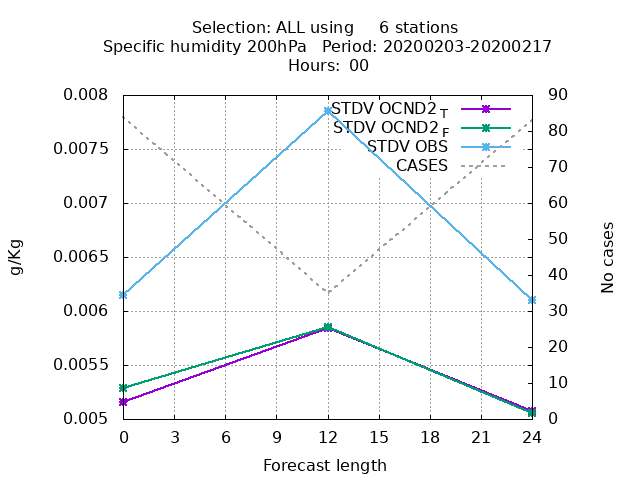 Selection: ALL using 6 stations
Specific humidity 200hPa Period: 20200203-20200217
Hours: 00
STDV OCND2 T
STDV OCND2 F
STDV OBS
CASES
0.008
0.0075
0.007
0.0065
0.006
0.0055
0.005
90
80
70
60
50
40
30
20
10
0
g/Kg
No cases
0 3 6 9 12 15 18 21 24
Forecast length